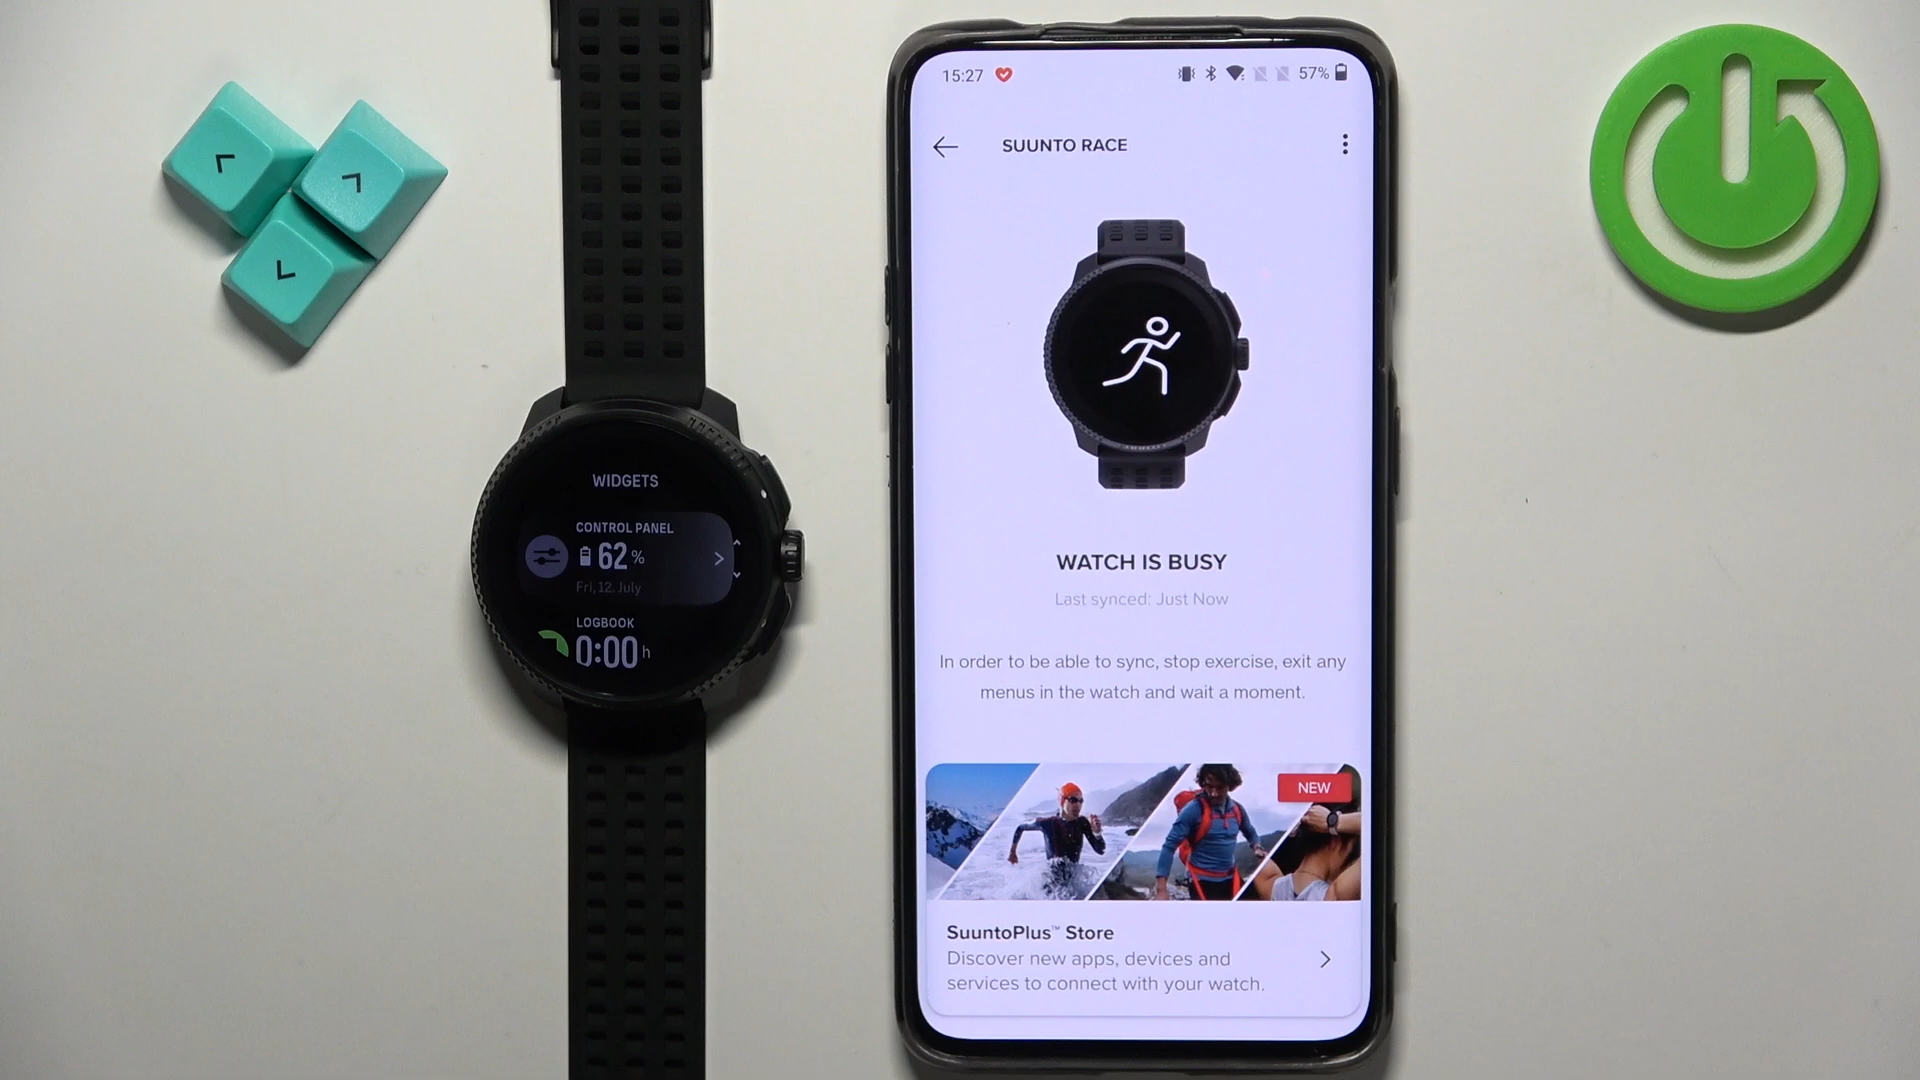 WIDGETS
CONTROL PANEL
62%
Fri, 12. July
LOGBOOK
0:00 h
15:27
57%
SUUNTO RACE
WATCH IS BUSY
Last synced: Just Now
In order to be able to sync, stop exercise, exit any
menus in the watch and wait a moment.
NEW
SuuntoPlus™ Store
Discover new apps, devices and
services to connect with your watch.